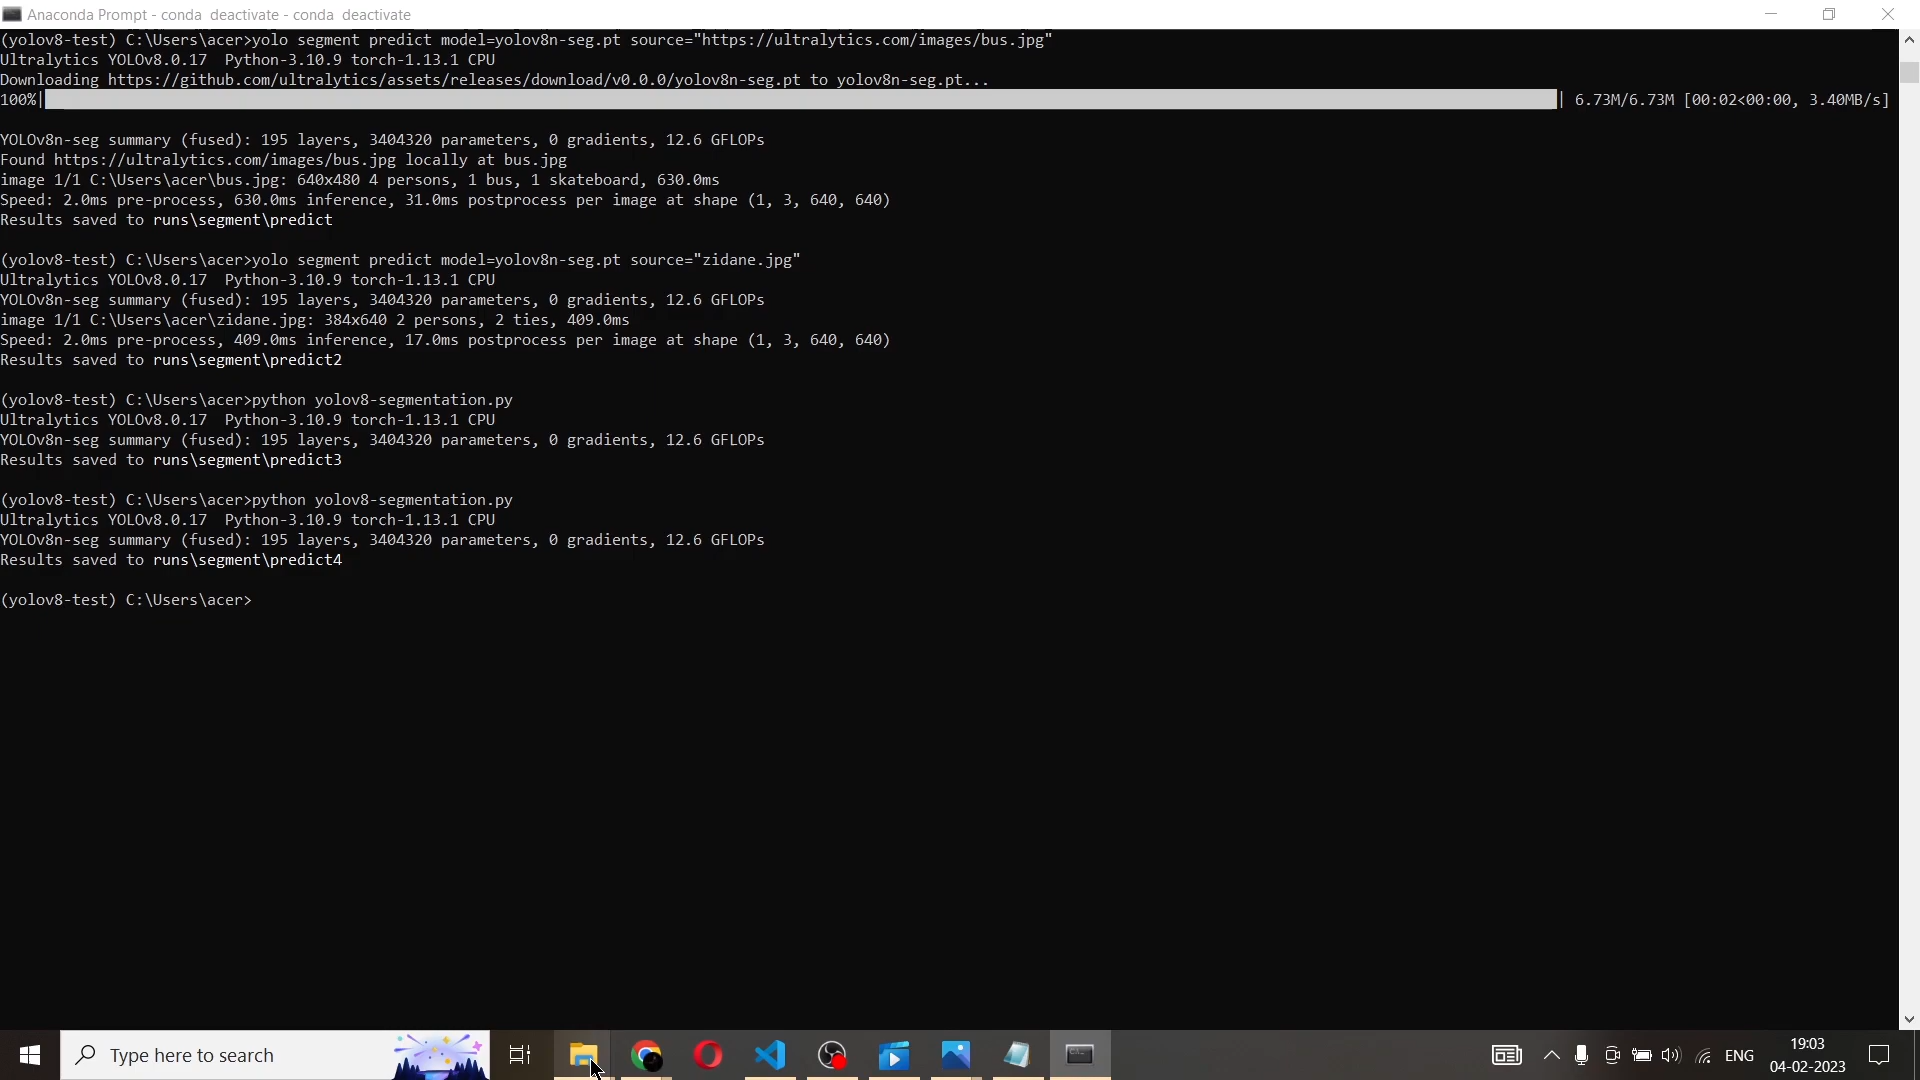 Anaconda Prompt - conda  deactivate - conda  deactivate
(yolov8-test) C:\Users\acer>yolo segment predict model=yolov8n-seg.pt source="https://ultralytics.com/images/bus.jpg"
Ultralytics YOLOv8.0.17  Python-3.10.9 torch-1.13.1 CPU
Downloading https://github.com/ultralytics/assets/releases/download/v0.0.0/yolov8n-seg.pt to yolov8n-seg.pt...
100%| | 6.73M/6.73M [00:02<00:00, 3.40MB/s]
YOLOv8n-seg summary (fused): 195 layers, 3404320 parameters, 0 gradients, 12.6 GFLOPs
Found https://ultralytics.com/images/bus.jpg locally at bus.jpg
image 1/1 C:\Users\acer\bus.jpg: 640x480 4 persons, 1 bus, 1 skateboard, 630.0ms
Speed: 2.0ms pre-process, 630.0ms inference, 31.0ms postprocess per image at shape (1, 3, 640, 640)
Results saved to runs\segment\predict
(yolov8-test) C:\Users\acer>yolo segment predict model=yolov8n-seg.pt source="zidane.jpg"
Ultralytics YOLOv8.0.17  Python-3.10.9 torch-1.13.1 CPU
YOLOv8n-seg summary (fused): 195 layers, 3404320 parameters, 0 gradients, 12.6 GFLOPs
image 1/1 C:\Users\acer\zidane.jpg: 384x640 2 persons, 2 ties, 409.0ms
Speed: 2.0ms pre-process, 409.0ms inference, 17.0ms postprocess per image at shape (1, 3, 640, 640)
Results saved to runs\segment\predict2
(yolov8-test) C:\Users\acer>python yolov8-segmentation.py
Ultralytics YOLOv8.0.17  Python-3.10.9 torch-1.13.1 CPU
YOLOv8n-seg summary (fused): 195 layers, 3404320 parameters, 0 gradients, 12.6 GFLOPs
Results saved to runs\segment\predict3
(yolov8-test) C:\Users\acer>python yolov8-segmentation.py
Ultralytics YOLOv8.0.17  Python-3.10.9 torch-1.13.1 CPU
YOLOv8n-seg summary (fused): 195 layers, 3404320 parameters, 0 gradients, 12.6 GFLOPs
Results saved to runs\segment\predict4
(yolov8-test) C:\Users\acer>
Type here to search
ENG
19:03
04-02-2023